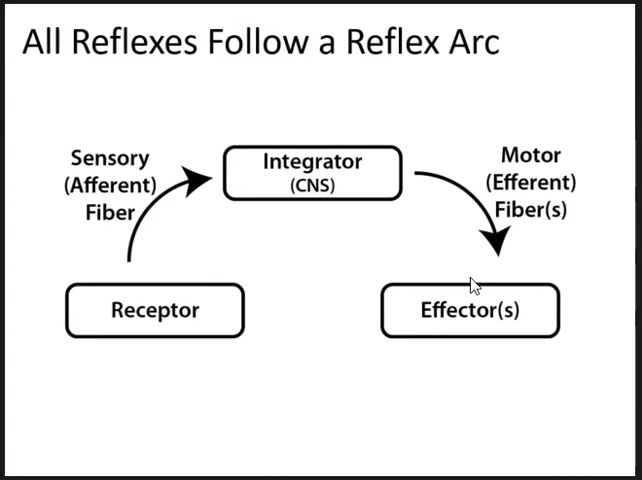 All Reflexes Follow a Reflex Arc
Sensory
(Afferent)
Fiber
Integrator
(CNS)
Motor
(Efferent)
Fiber(s)
Receptor
Effector(s)